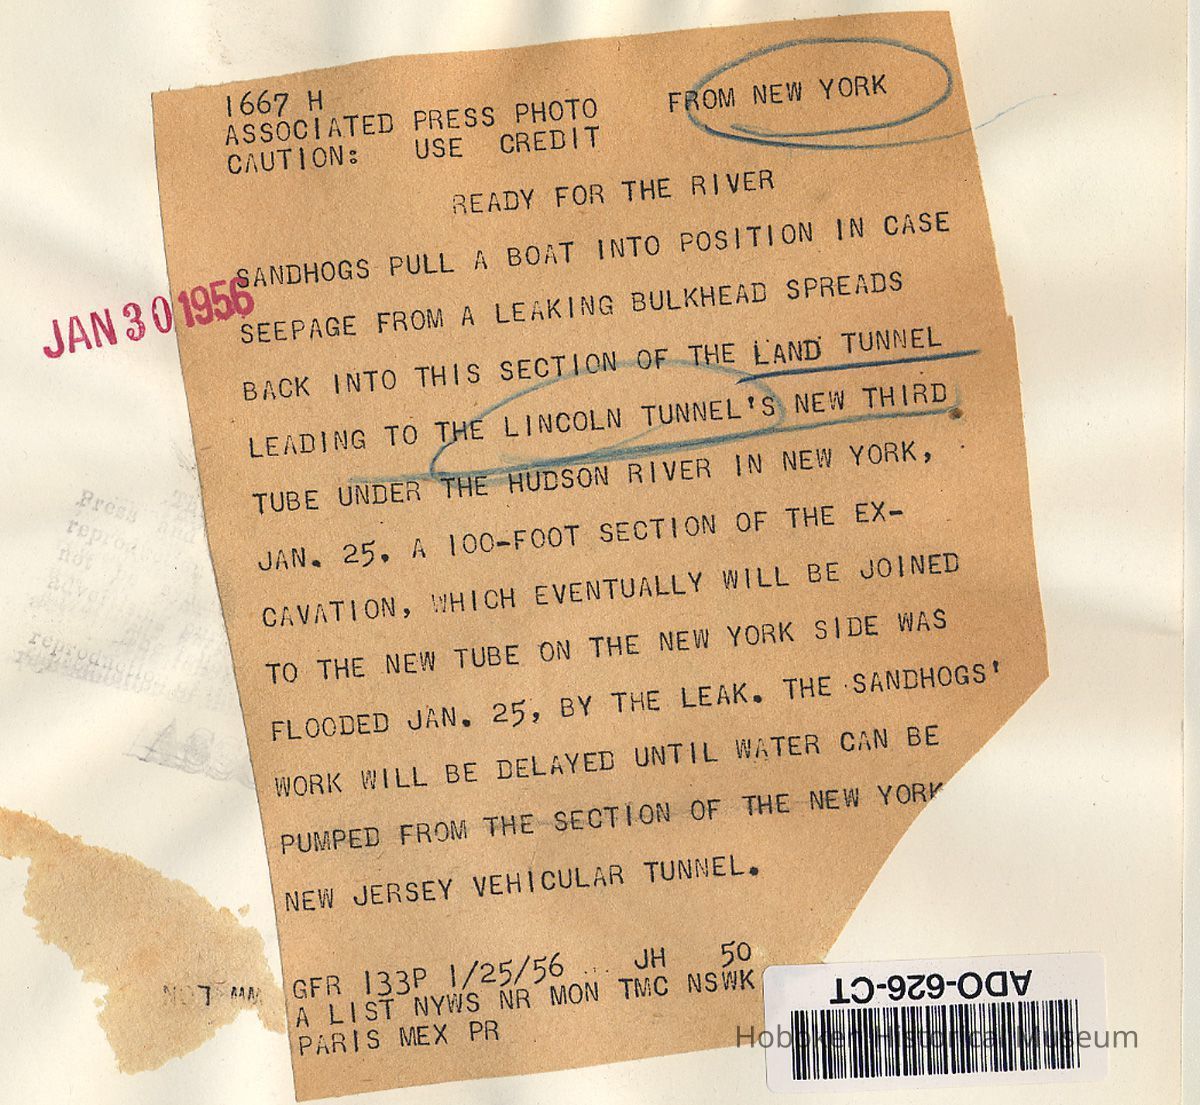 1667 H
ASSOCIATED PRESS PHOTO FROM NEW YORK
CAUTION: USE CREDIT
READY FOR THE RIVER
SANDHOGS PULL A BOAT INTO POSITION IN CASE
SEEPAGE FROM A LEAKING BULKHEAD SPREADS
BACK INTO THIS SECTION OF THE LAND TUNNEL
LEADING TO THE LINCOLN TUNNEL'S NEW THIRD
TUBE UNDER THE HUDSON RIVER IN NEW YORK,
JAN. 25. A 100-FOOT SECTION OF THE EX-
CAVATION, WHICH EVENTUALLY WILL BE JOINED
TO THE NEW TUBE ON THE NEW YORK SIDE WAS
FLOODED JAN. 25, BY THE LEAK. THE SANDHOGS'
WORK WILL BE DELAYED UNTIL WATER CAN BE
PUMPED FROM THE SECTION OF THE NEW YORK
NEW JERSEY VEHICULAR TUNNEL.
GFR 133P 1/25/56 ... JH 50
A LIST NYWS NR MON TMC NSWK
PARIS MEX PR
JAN 30 1956
Press
reproduc
not
ADO-626-CT
Hoboken Historical Museum